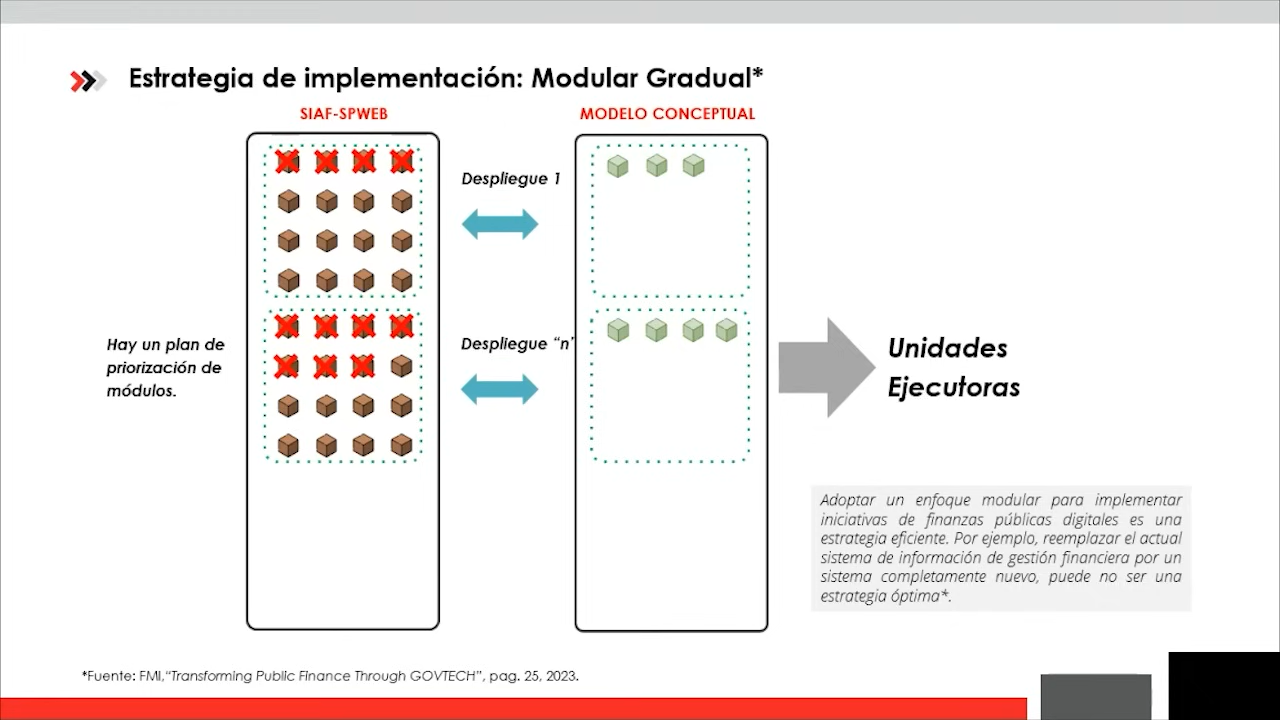 Estrategia de implementación: Modular Gradual*
SIAF-SPWEB
MODELO CONCEPTUAL
Despliegue 1
Hay un plan de
priorización de
módulos.
Despliegue “n”
Unidades
Ejecutoras
Adoptar un enfoque modular para implementar
iniciativas de finanzas públicas digitales es una
estrategia eficiente. Por ejemplo, reemplazar el actual
sistema de información de gestión financiera por un
sistema completamente nuevo, puede no ser una
estrategia óptima*.
*Fuente: FMI,“Transforming Public Finance Through GOVTECH”, pag. 25, 2023.